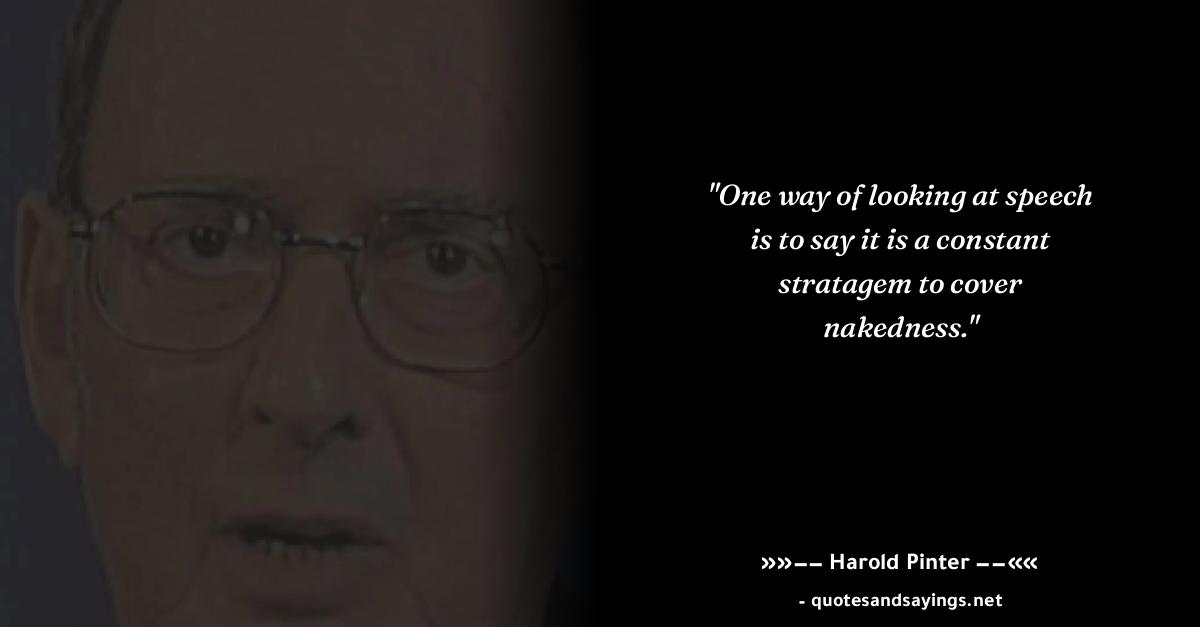 "One way of looking at speech
is to say it is a constant
stratagem to cover
nakedness."
»»–– Harold Pinter ––««
- quotesandsayings.net